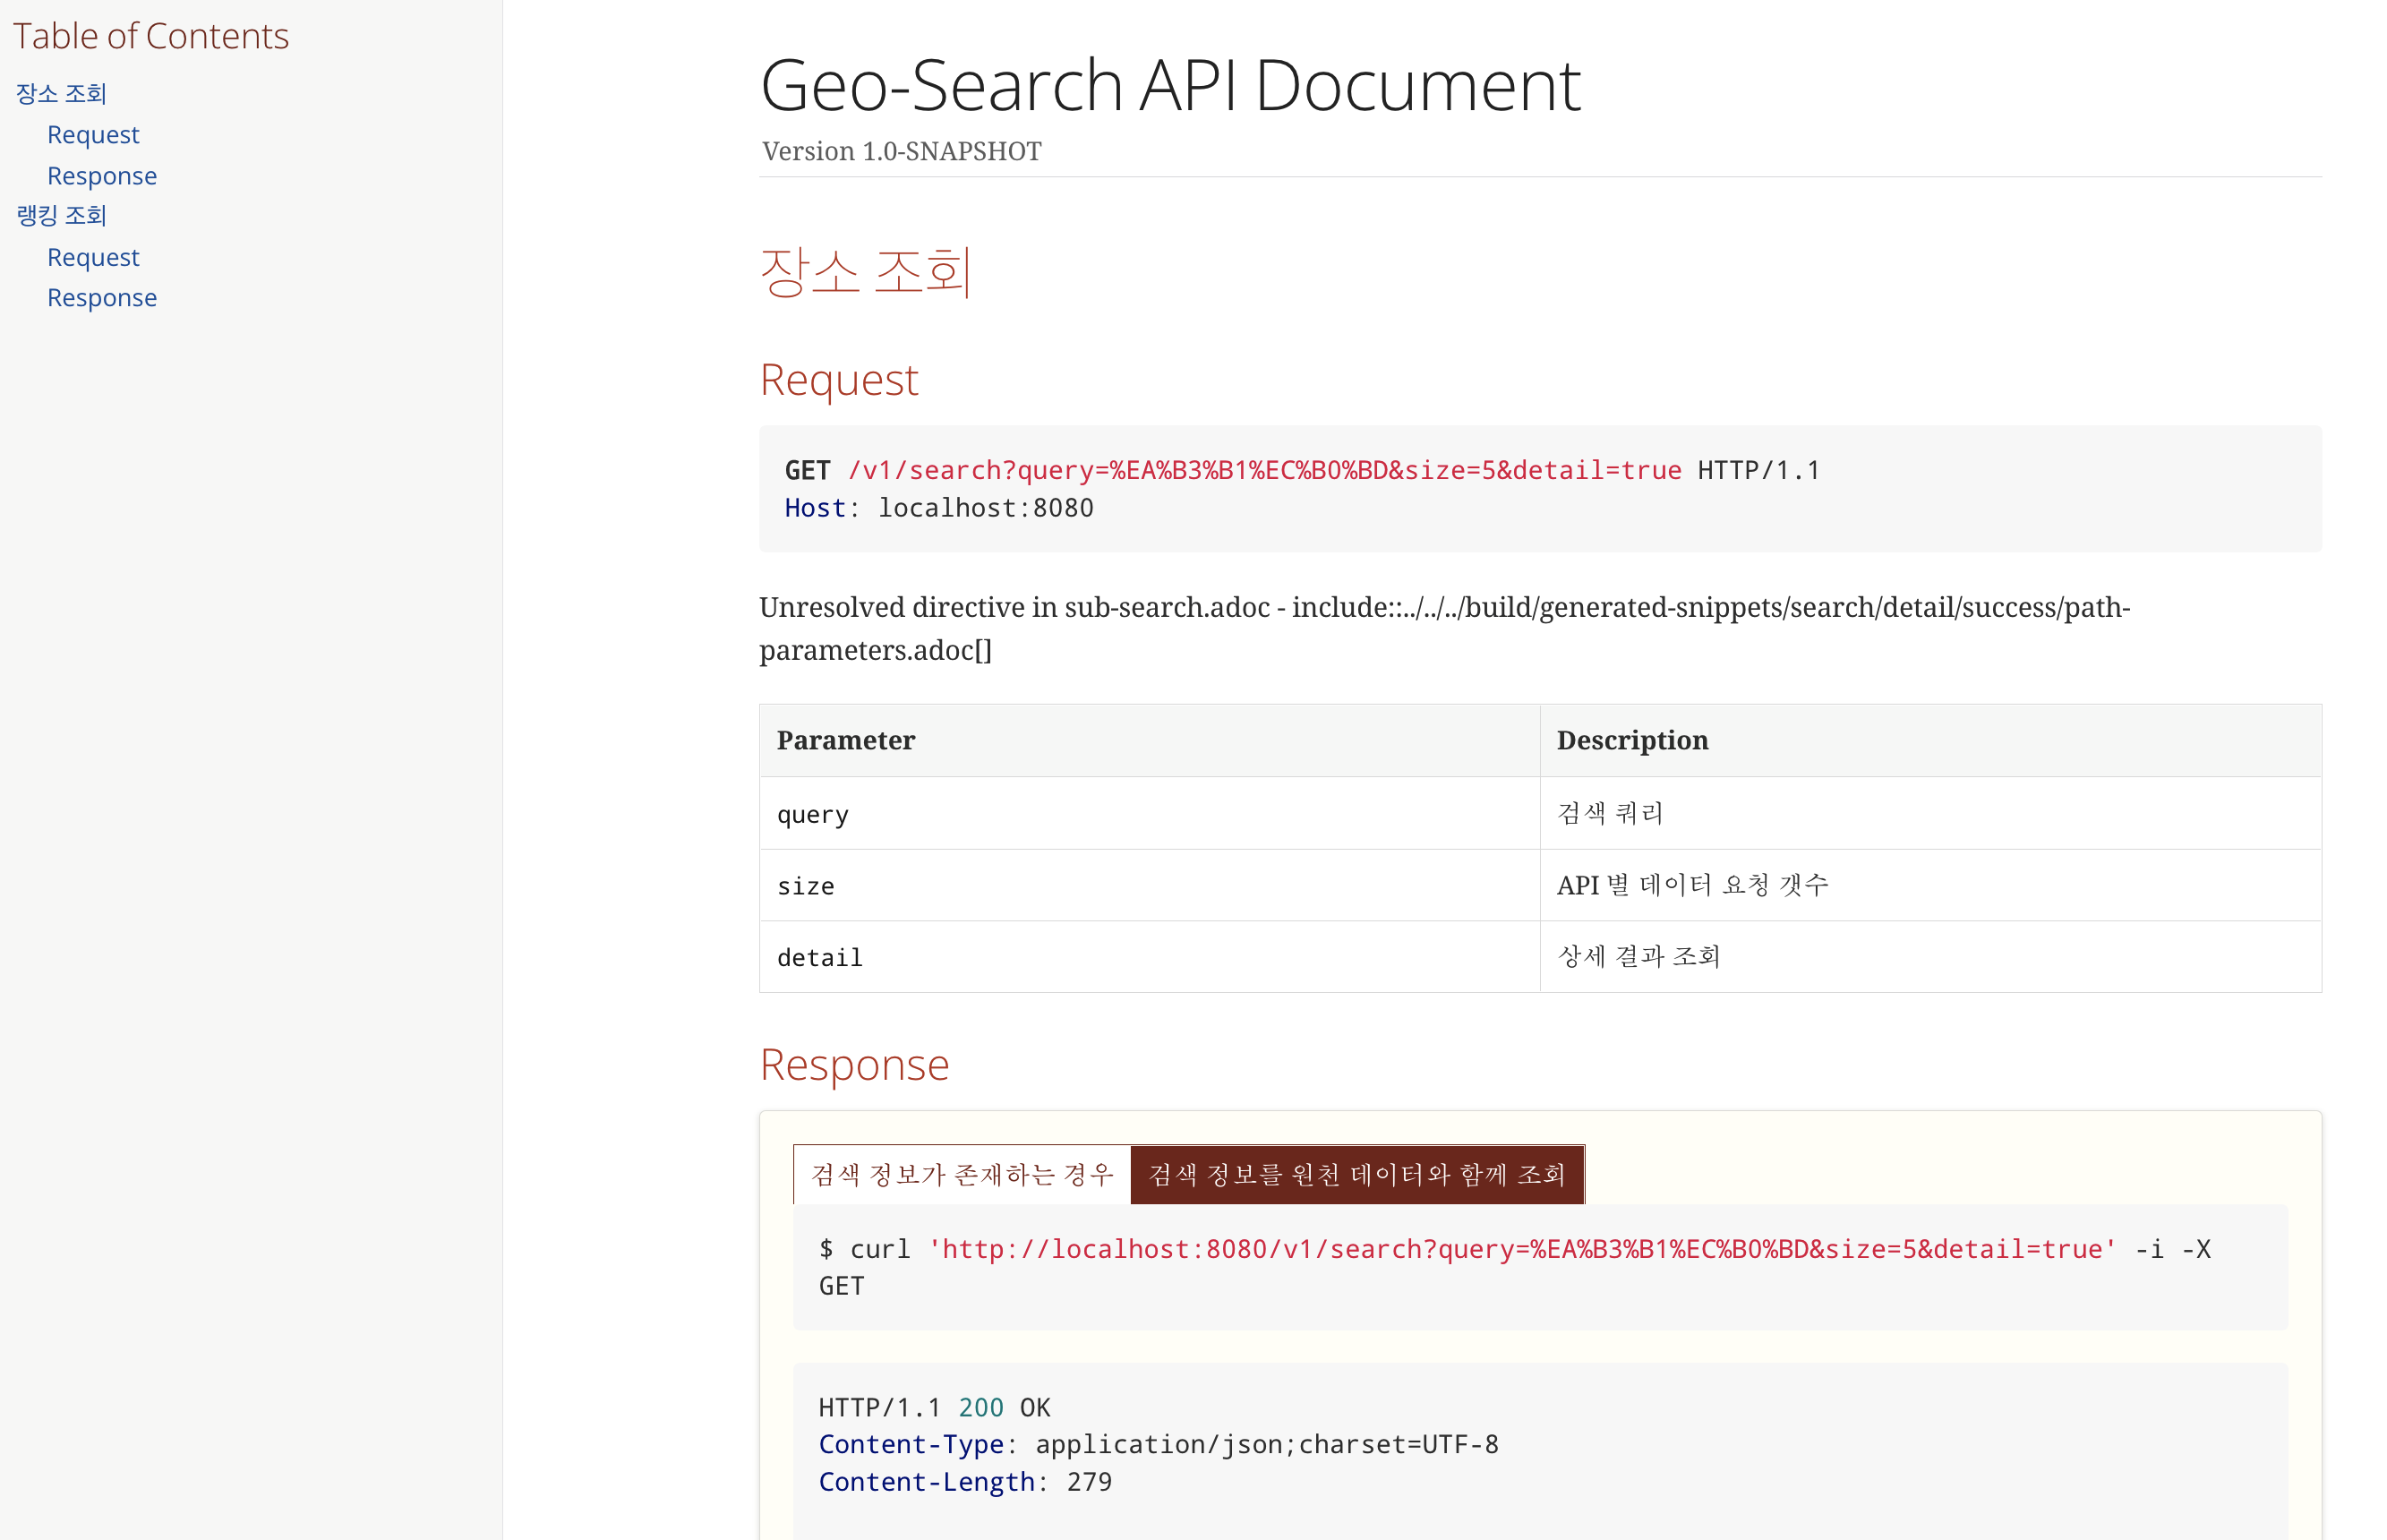 Table of Contents
장소 조회
Request
Response
랭킹 조회
Request
Response
Geo-Search API Document
Version 1.0-SNAPSHOT
장소 조회
Request
GET /v1/search?query=%EA%B3%B1%EC%B0%BD&size=5&detail=true HTTP/1.1
Host: localhost:8080
Unresolved directive in sub-search.adoc - include::../../../build/generated-snippets/search/detail/success/path-
parameters.adoc[]
Parameter Description
query 검색 쿼리
size API 별 데이터 요청 갯수
detail 상세 결과 조회
Response
검색 정보가 존재하는 경우 검색 정보를 원천 데이터와 함께 조회
$ curl 'http://localhost:8080/v1/search?query=%EA%B3%B1%EC%B0%BD&size=5&detail=true' -i -X
GET
HTTP/1.1 200 OK
Content-Type: application/json;charset=UTF-8
Content-Length: 279